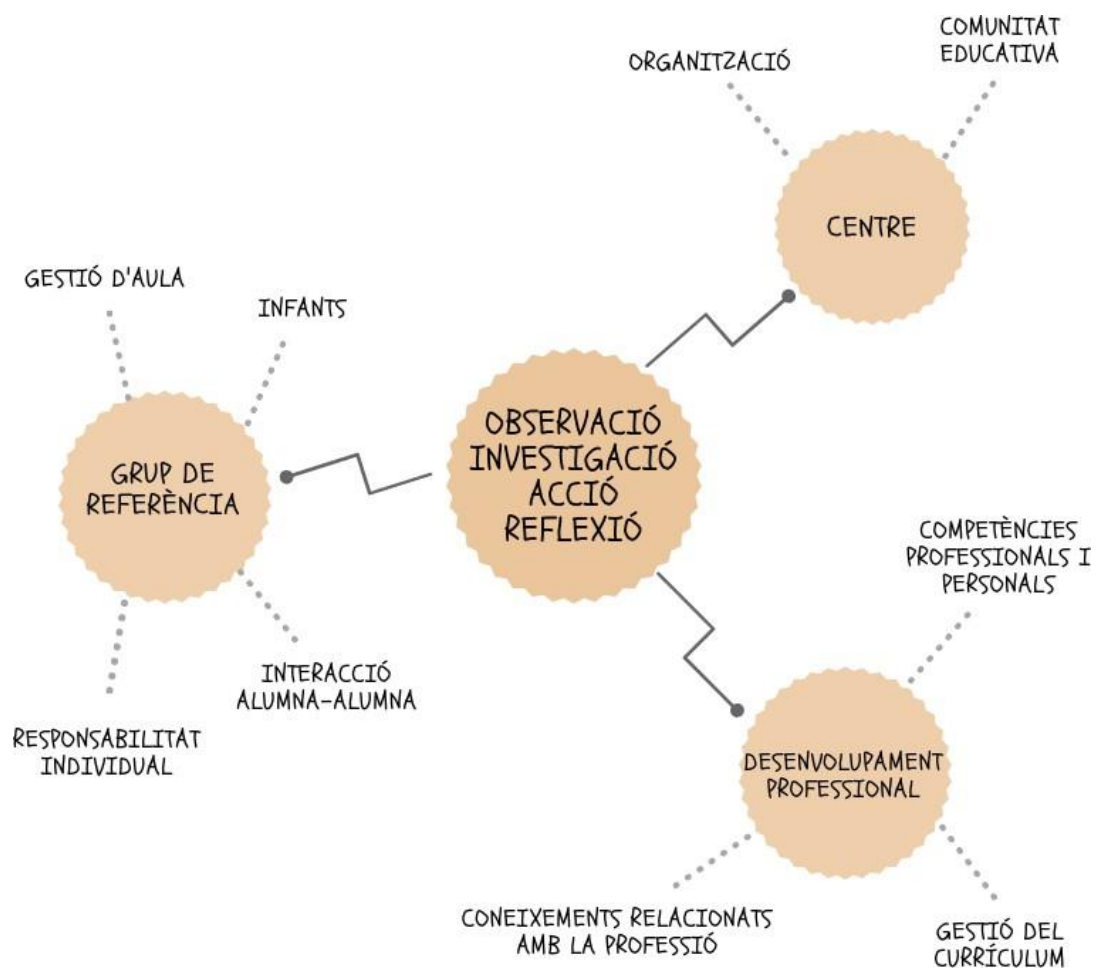 COMUNITAT
EDUCATIVA
ORGANITZACIÓ
CENTRE
GESTIÓ D'AULA
INFANTS
GRUP DE
REFERÈNCIA
INTERACCIÓ
ALUMNA-ALUMNA
RESPONSABILITAT
INDIVIDUAL
OBSERVACIÓ
INVESTIGACIÓ
ACCIÓ
REFLEXIÓ
COMPETÈNCIES
PROFESSIONALS I
PERSONALS
DESENVOLUPAMENT
PROFESSIONAL
CONEIXEMENTS RELACIONATS
AMB LA PROFESSIÓ
GESTIÓ DEL
CURRÍCULUM